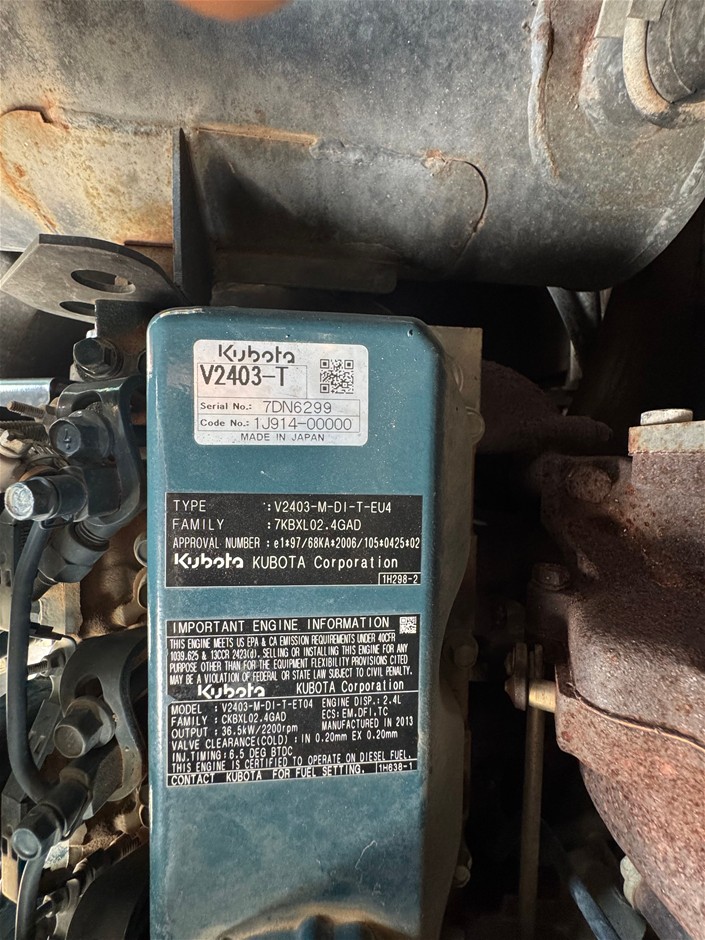 Kubota
V2403-T
Serial No.: 7DN6299
Code No.: 1J914-00000
MADE IN JAPAN
TYPE :V2403-M-DI-T-EU4
FAMILY :7KBXL02.4GAD
APPROVAL NUMBER :e1*97/68KA*2006/105*0425*02
Kubota KUBOTA Corporation
1H298-2
IMPORTANT ENGINE INFORMATION
THIS ENGINE MEETS US EPA & CA EMISSION REQUIREMENTS UNDER 40CFR
1039.625 & 13CCR 2423(d). SELLING OR INSTALLING THIS ENGINE FOR ANY
PURPOSE OTHER THAN FOR THE EQUIPMENT FLEXIBILITY PROVISIONS CITED
MAY BE A VIOLATION OF FEDERAL OR STATE LAW SUBJECT TO CIVIL PENALTY.
Kubota KUBOTA Corporation
MODEL : V2403-M-DI-T-ET04 ENGINE DISP.: 2.4L
FAMILY : CKBXL02.4GAD ECS:EM,DFI,TC
OUTPUT : 36.5kW/2200rpm MANUFACTURED IN 2013
VALVE CLEARANCE(COLD) : IN 0.20mm EX 0.20mm
INJ.TIMING: 6.5 DEG BTDC
THIS ENGINE IS CERTIFIED TO OPERATE ON DIESEL FUEL.
CONTACT KUBOTA FOR FUEL SETTING. 1H638-1